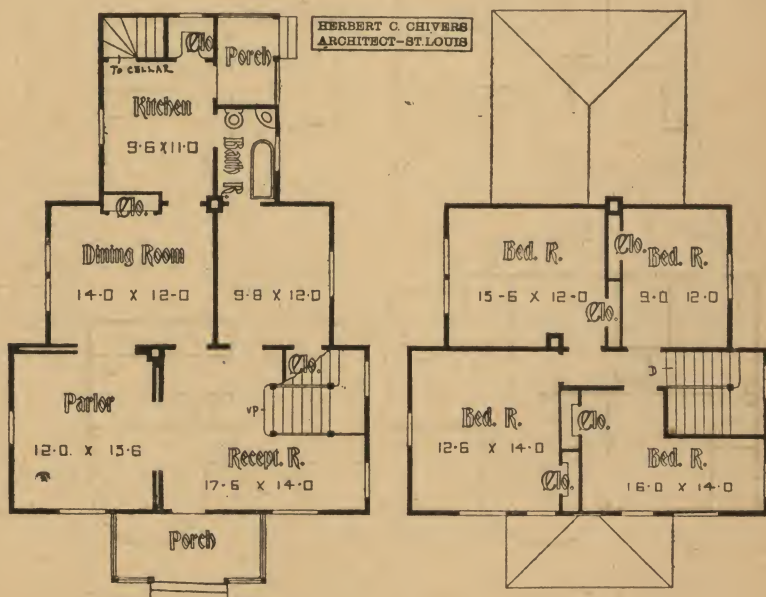 HERBERT C. CHIVERS
ARCHITECT-ST. LOUIS
Clo.
Porch
To CELLAR
Kitchen
9-6 X 11-0
Bath R.
Clo.
Dining Room
14-0 X 12-0
9-8 X 12-0
Clo.
UP
Parlor
12-0. X 15-6
Recept. R.
17-6 X 14-0
Porch
Bed. R.
15-6 X 12-0
Clo.
Clo.
Bed. R.
9-0 12-0
D
Bed. R.
12-6 X 14-0
Clo.
Clo.
Bed. R.
16-0 X 14-0